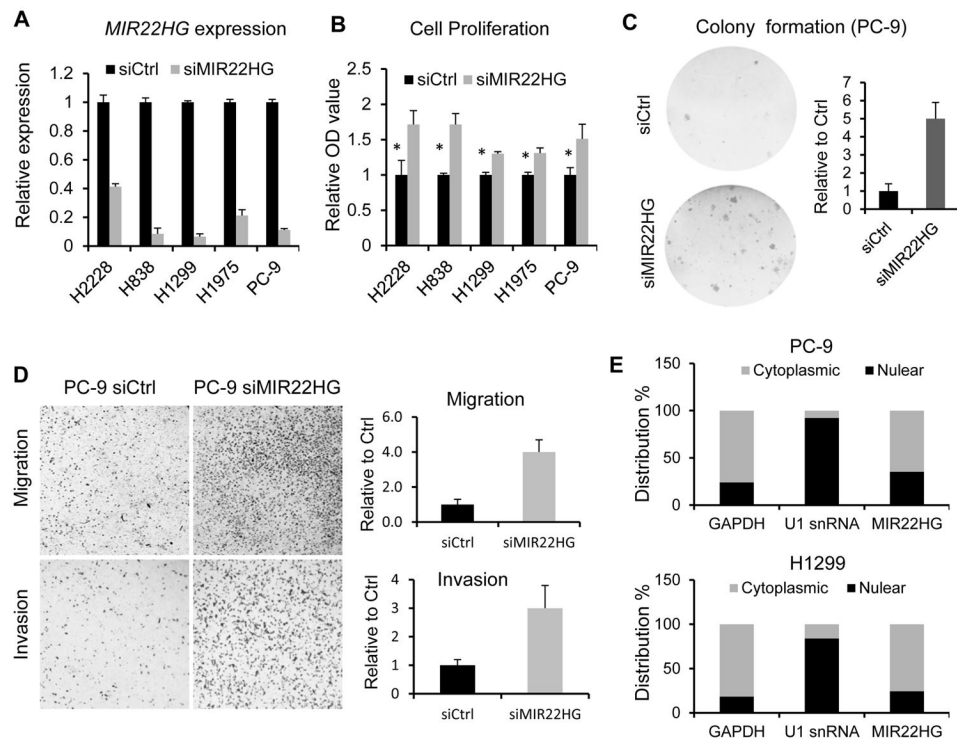 A
MIR22HG expression
siCtrl siMIR22HG
Relative expression
1.2
1
0.8
0.6
0.4
0.2
0
H2228
H838
H1299
H1975
PC-9
B
Cell Proliferation
siCtrl siMIR22HG
Relative OD value
2.5
2.0
1.5
1.0
0.5
0.0
* * * * *
H2228
H838
H1299
H1975
PC-9
C
Colony formation (PC-9)
siCtrl
siMIR22HG
Relative to Ctrl
7
6
5
4
3
2
1
0
siCtrl
siMIR22HG
D
PC-9 siCtrl PC-9 siMIR22HG
Migration
Invasion
Migration
Relative to Ctrl
6.0
4.0
2.0
0.0
siCtrl siMIR22HG
Invasion
Relative to Ctrl
4
3
2
1
0
siCtrl siMIR22HG
E
PC-9
Cytoplasmic Nulear
Distribution %
100
50
0
GAPDH U1 snRNA MIR22HG
H1299
Cytoplasmic Nulear
Distribution %
100
50
0
GAPDH U1 snRNA MIR22HG